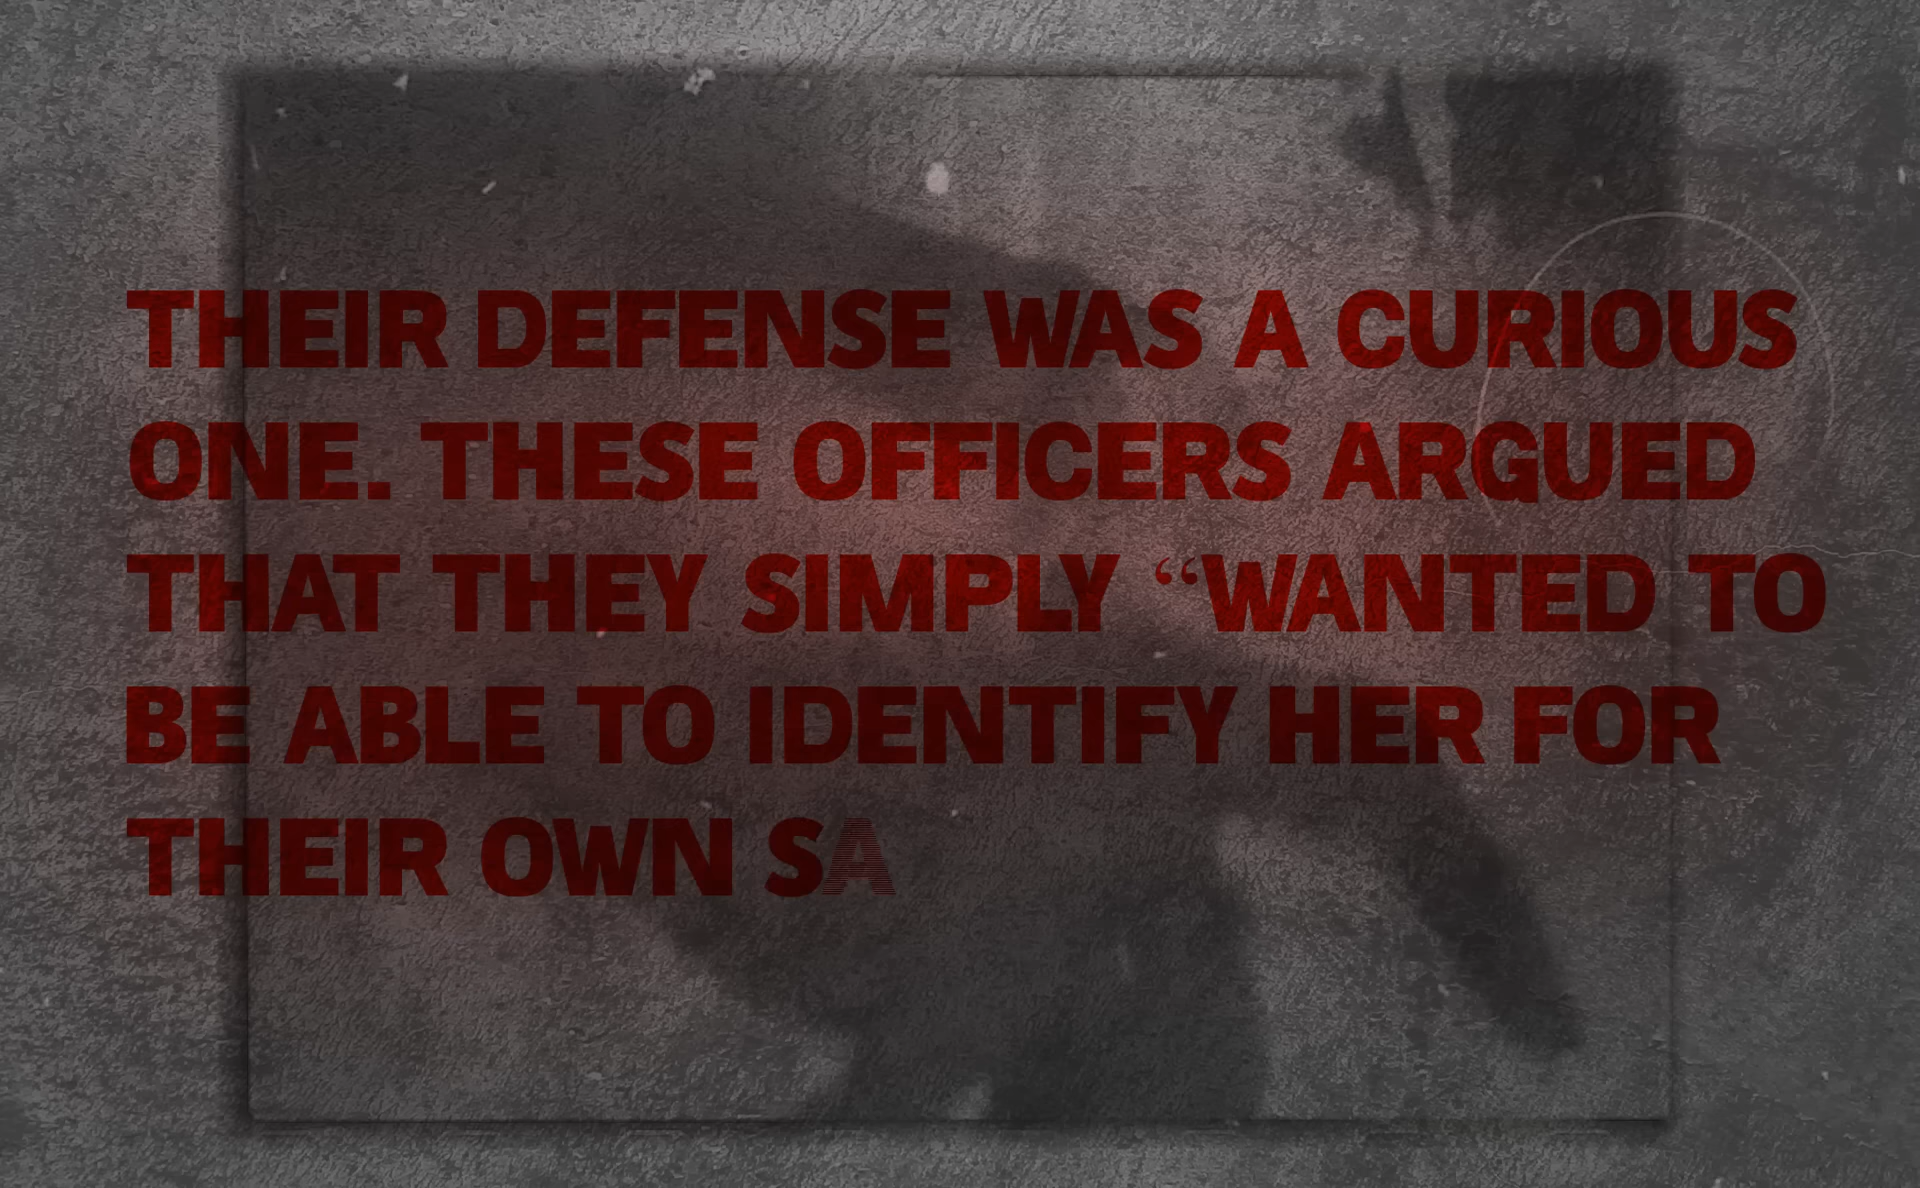 THEIR DEFENSE WAS A CURIOUS
ONE. THESE OFFICERS ARGUED
THAT THEY SIMPLY “WANTED TO
BE ABLE TO IDENTIFY HER FOR
THEIR OWN SA